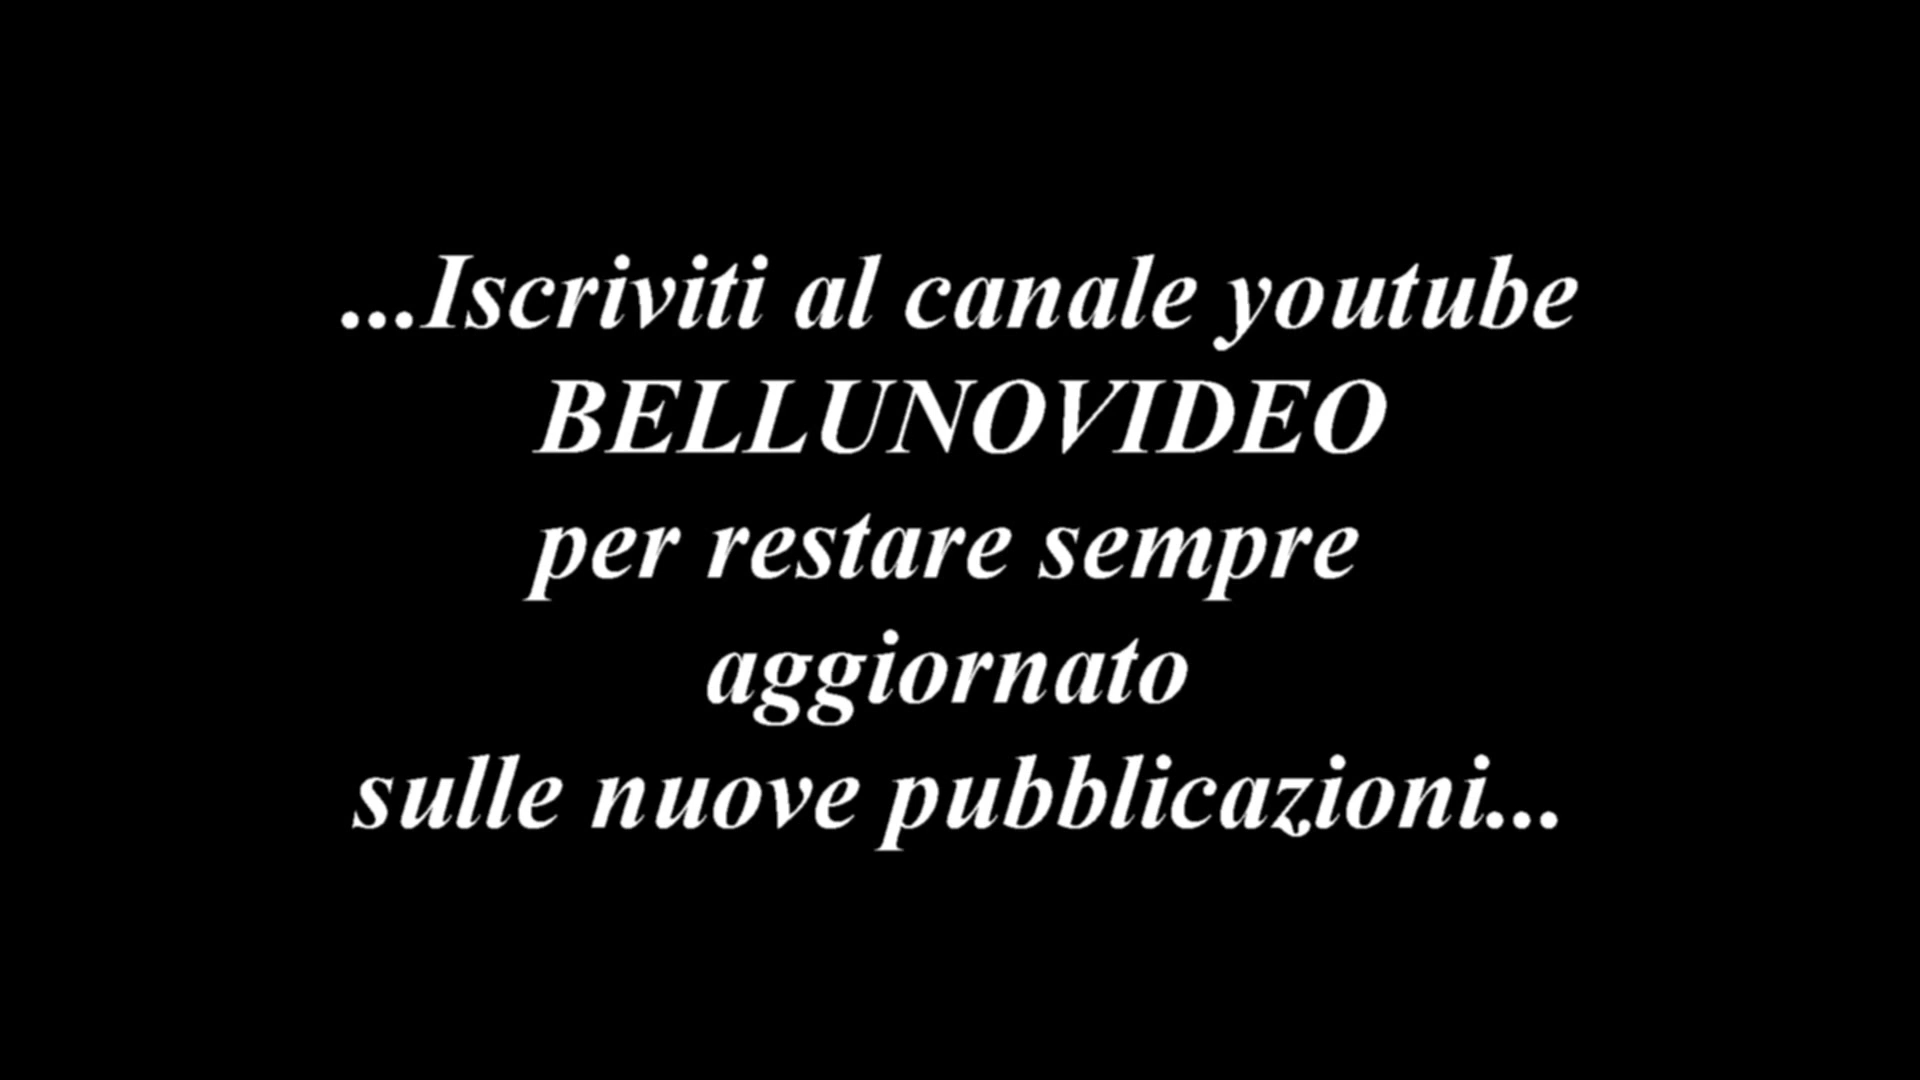 ...Iscriviti al canale youtube
BELLUNOVIDEO
per restare sempre
aggiornato
sulle nuove pubblicazioni...